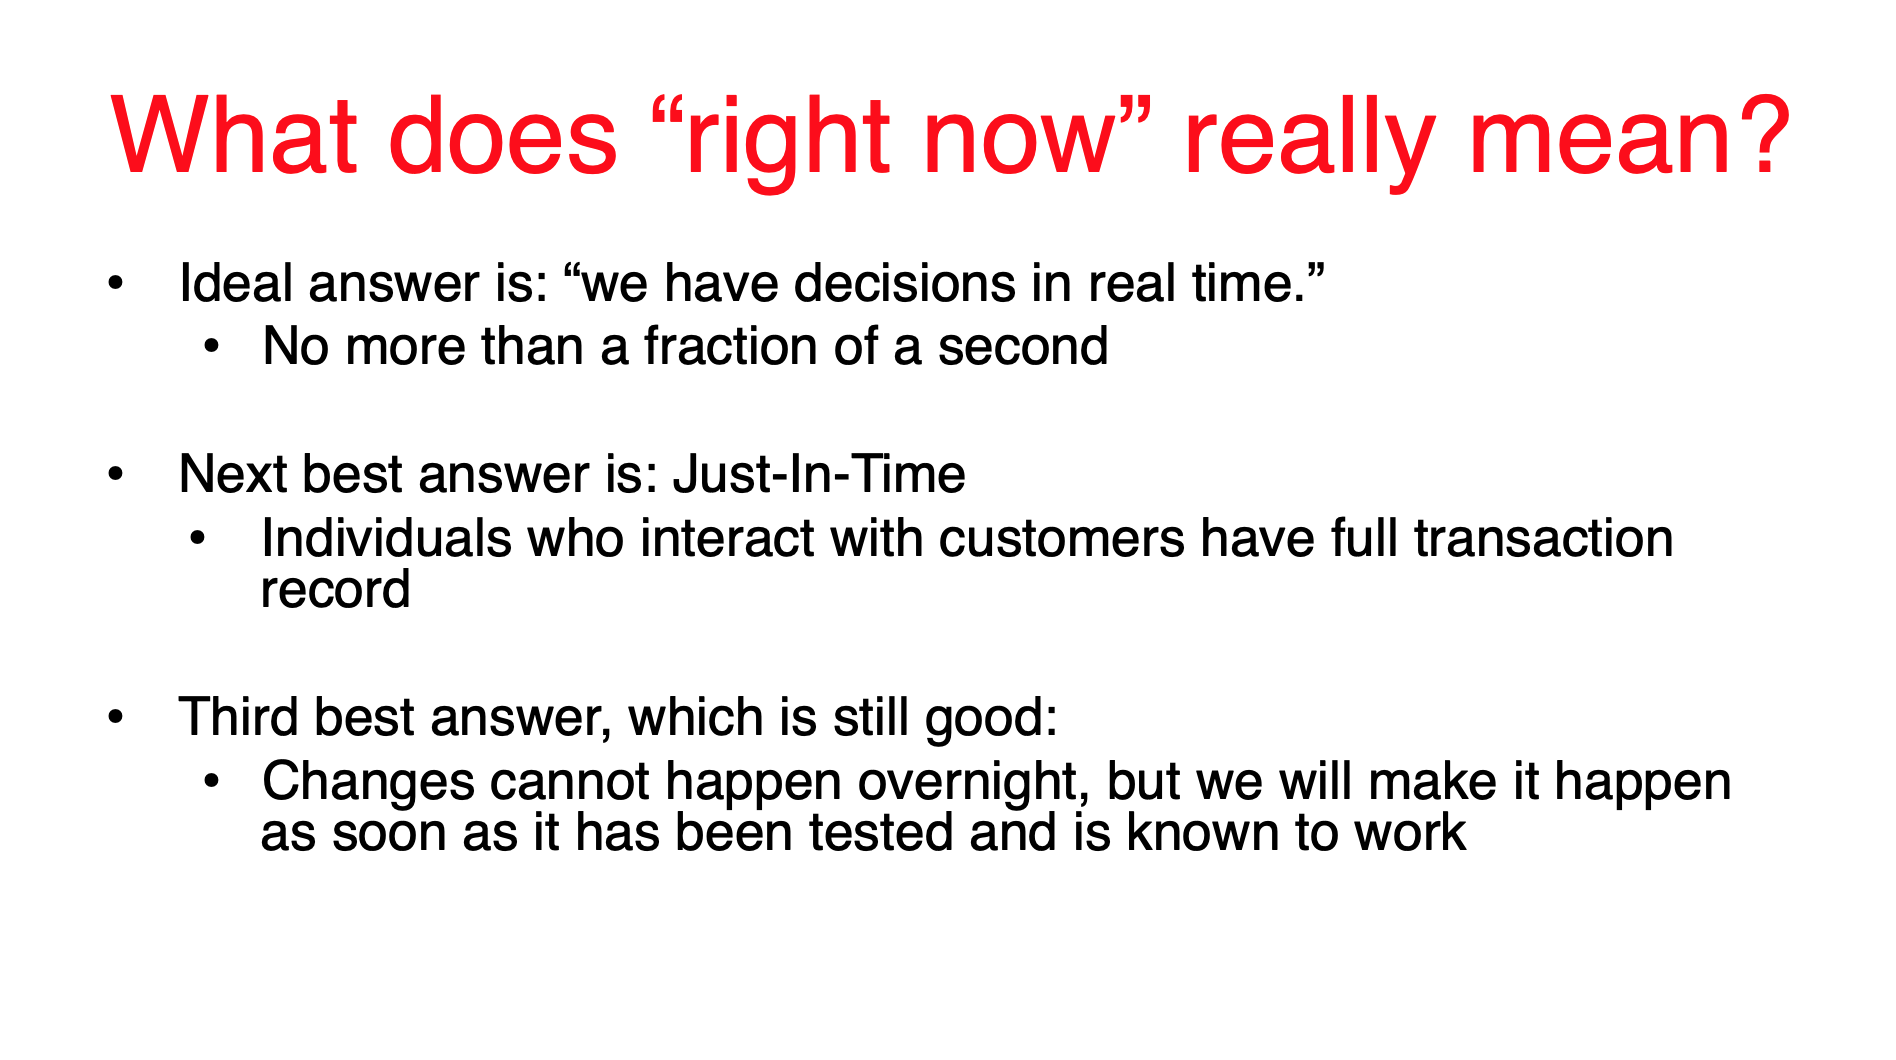 What does “right now” really mean?
• Ideal answer is: “we have decisions in real time.”
• No more than a fraction of a second
• Next best answer is: Just-In-Time
• Individuals who interact with customers have full transaction
record
• Third best answer, which is still good:
• Changes cannot happen overnight, but we will make it happen
as soon as it has been tested and is known to work